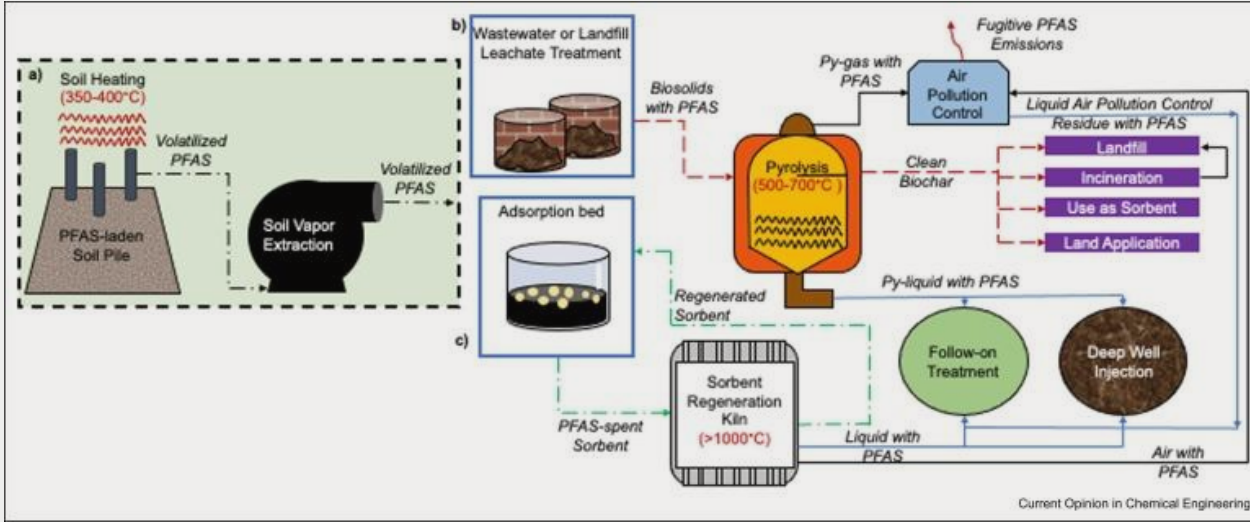 a)
Soil Heating
(350-400°C)
Volatilized
PFAS
PFAS-laden
Soil Pile
Soil Vapor
Extraction
Volatilized
PFAS
b)
Wastewater or Landfill
Leachate Treatment
Biosolids
with PFAS
Pyrolysis
(500-700°C )
Py-gas with
PFAS
Air
Pollution
Control
Fugitive PFAS
Emissions
Liquid Air Pollution Control
Residue with PFAS
Clean
Biochar
Landfill
Incineration
Use as Sorbent
Land Application
Py-liquid with PFAS
Follow-on
Treatment
Deep Well
Injection
c)
Adsorption bed
Regenerated
Sorbent
PFAS-spent
Sorbent
Sorbent
Regeneration
Kiln
(>1000°C)
Liquid with
PFAS
Air with
PFAS
Current Opinion in Chemical Engineering